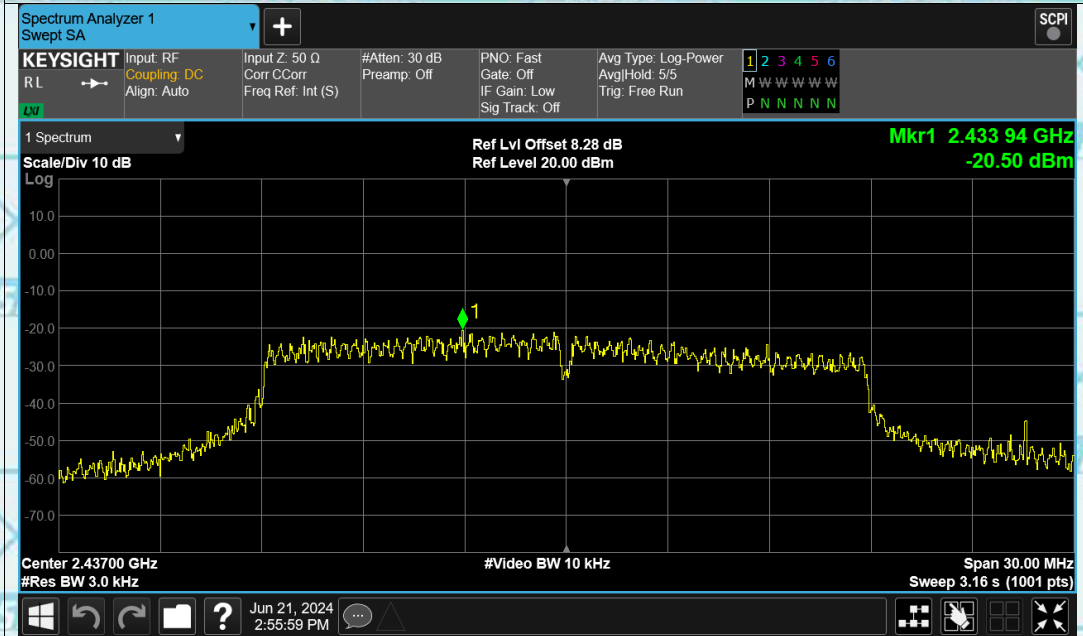 Spectrum Analyzer 1
Swept SA
+
SCPI
KEYSIGHT
R L
LXI
Input: RF
Coupling: DC
Align: Auto
Input Z: 50 Ω
Corr CCorr
Freq Ref: Int (S)
#Atten: 30 dB
Preamp: Off
PNO: Fast
Gate: Off
IF Gain: Low
Sig Track: Off
Avg Type: Log-Power
Avg|Hold: 5/5
Trig: Free Run
1 2 3 4 5 6
M W W W W W
P N N N N N
1 Spectrum
Scale/Div 10 dB
Log
Ref Lvl Offset 8.28 dB
Ref Level 20.00 dBm
Mkr1 2.433 94 GHz
-20.50 dBm
10.0
0.00
-10.0
-20.0
-30.0
-40.0
-50.0
-60.0
-70.0
1
Center 2.43700 GHz
#Res BW 3.0 kHz
#Video BW 10 kHz
Span 30.00 MHz
Sweep 3.16 s (1001 pts)
?
Jun 21, 2024
2:55:59 PM